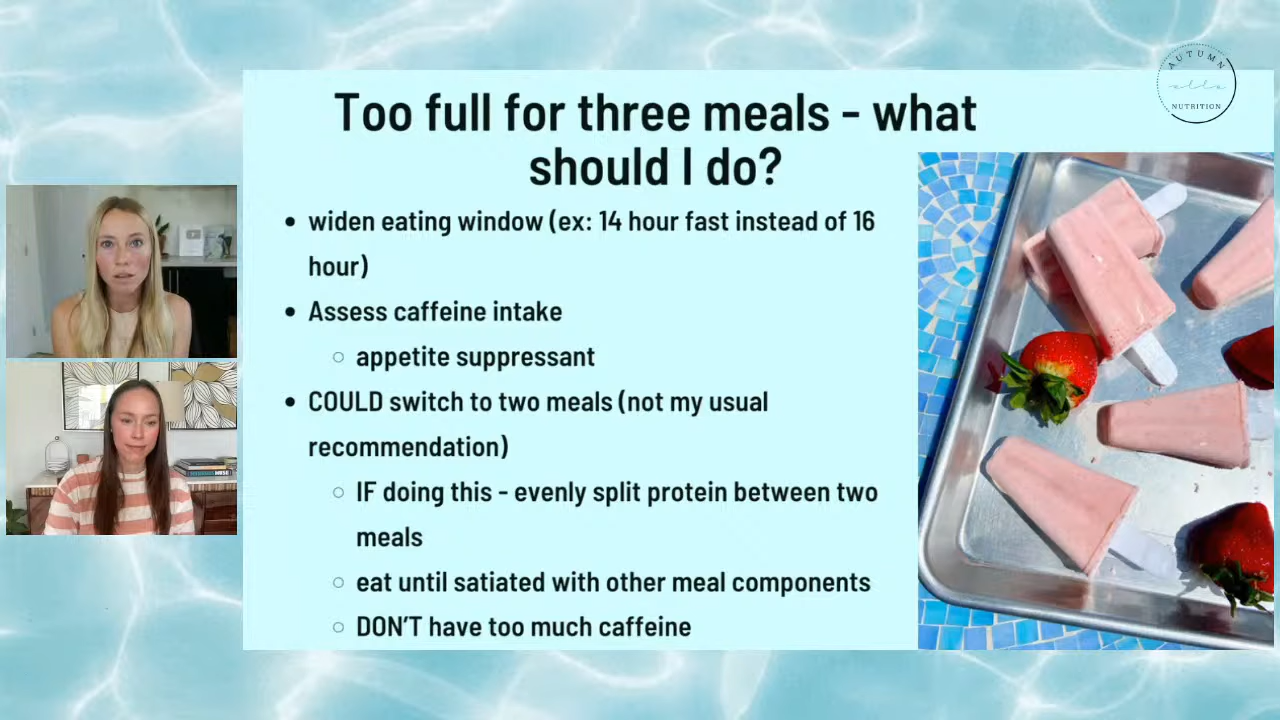 AUTUMN
elle
NUTRITION
Too full for three meals - what
should I do?
• widen eating window (ex: 14 hour fast instead of 16
hour)
• Assess caffeine intake
○ appetite suppressant
• COULD switch to two meals (not my usual
recommendation)
○ IF doing this - evenly split protein between two
meals
○ eat until satiated with other meal components
○ DON'T have too much caffeine